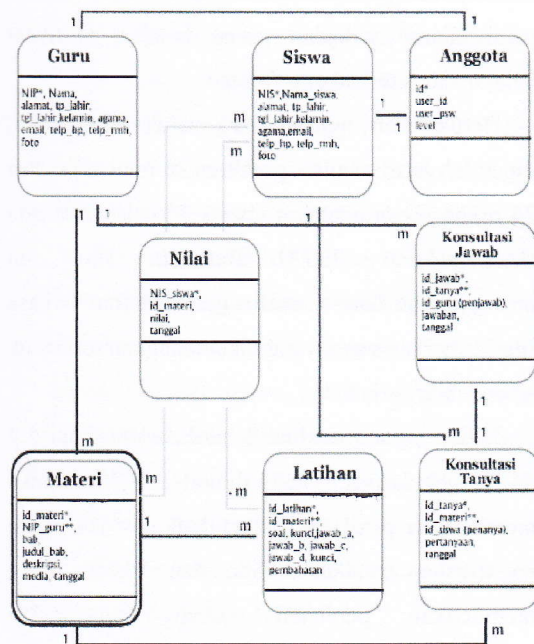 1
1
Guru
NIP*, Nama,
alamat, tp_lahir,
tgl_lahir,kelamin, agama,
email, telp_hp, telp_rmh,
foto
Siswa
NIS*,Nama_siswa,
alamat, tp_lahir,
tgl_lahir,kelamin,
agama,email,
telp_hp, telp_rmh,
foto
Anggota
id*
user_id
user_psw
level
1
1
m
m
1
1
1
m
Nilai
NIS_siswa*,
id_materi,
nilai,
tanggal
Konsultasi
Jawab
id_jawab*,
id_tanya**,
id_guru (penjawab),
jawaban,
tanggal
1
1
m
m
Materi
id_materi*,
NIP_guru**,
bab,
judul_bab,
deskripsi,
media_tanggal
m
1
m
m
Latihan
id_latihan*,
id_materi**,
soal, kunci,jawab_a,
jawab_b, jawab_c,
jawab_d, kunci,
pembahasan
Konsultasi
Tanya
id_tanya*,
id_materi**,
id_siswa (penanya),
pertanyaan,
tanggal
1
m